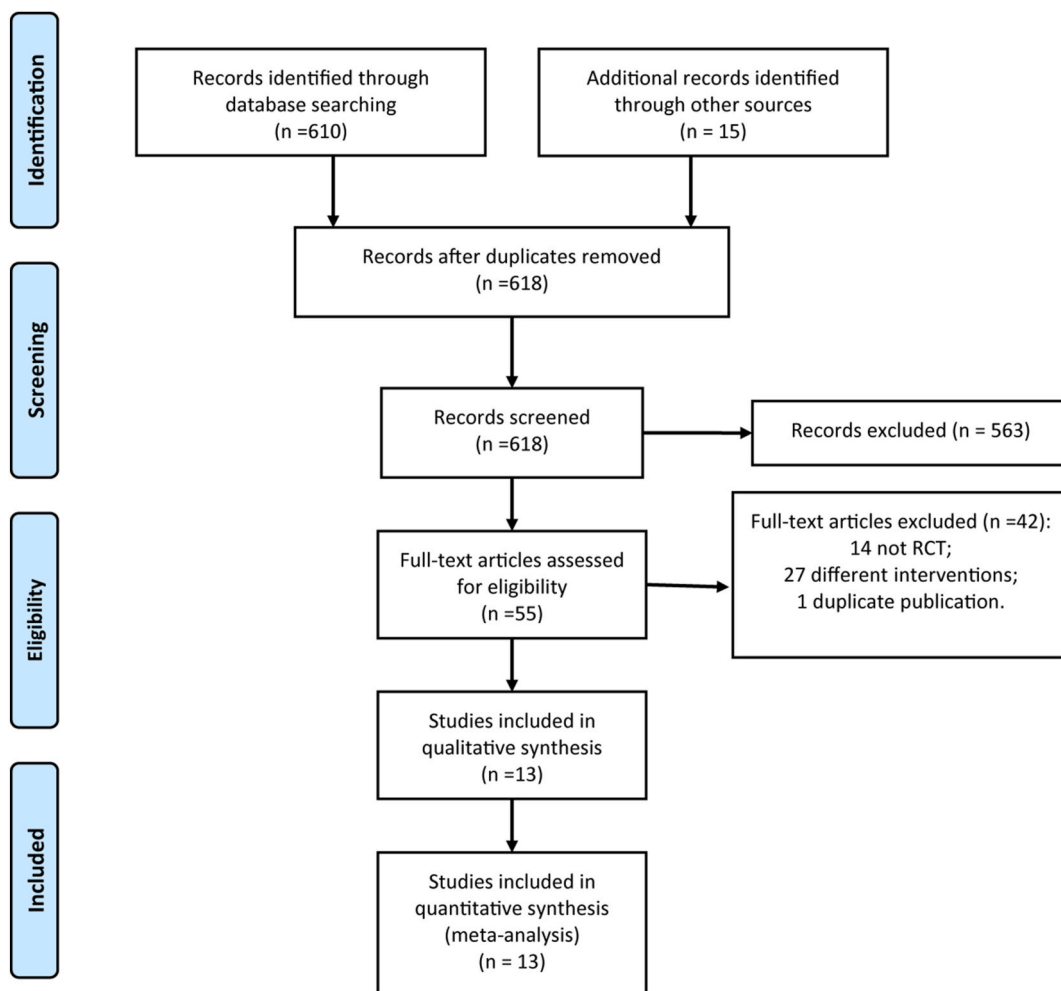 Identification
Records identified through
database searching
(n =610)
Additional records identified
through other sources
(n = 15)
Records after duplicates removed
(n =618)
Screening
Records screened
(n =618)
Records excluded (n = 563)
Eligibility
Full-text articles assessed
for eligibility
(n =55)
Full-text articles excluded (n =42):
14 not RCT;
27 different interventions;
1 duplicate publication.
Studies included in
qualitative synthesis
(n =13)
Included
Studies included in
quantitative synthesis
(meta-analysis)
(n = 13)